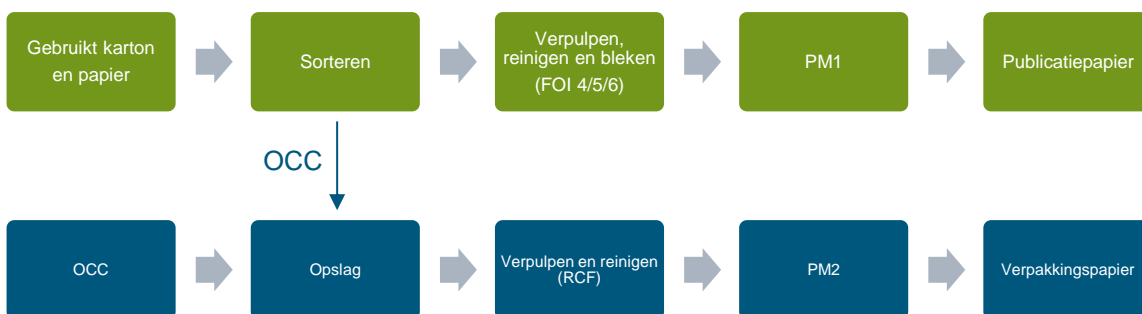 Gebruikt karton
en papier
Sorteren
Verpulpen,
reinigen en bleken
(FOI 4/5/6)
PM1
Publicatiepapier
OCC
OCC
Opslag
Verpulpen en reinigen
(RCF)
PM2
Verpakkingspapier